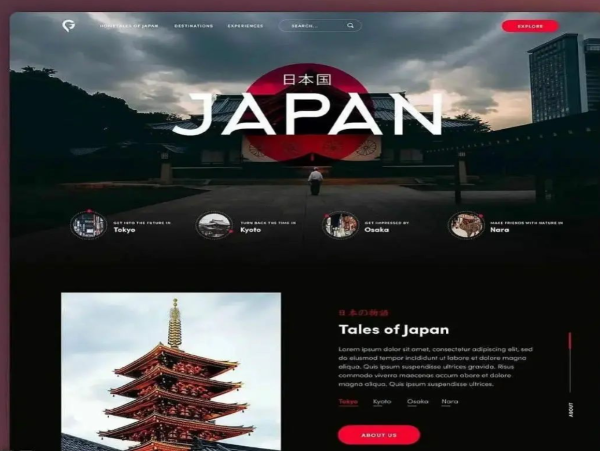 TALES OF JAPAN
DESTINATIONS
EXPERIENCES
SEARCH...
EXPLORE
日本国
JAPAN
GET INTO THE FUTURE IN
Tokyo
TURN BACK THE TIME IN
Kyoto
GET IMPRESSED BY
Osaka
MAKE FRIENDS WITH NATURE IN
Nara
日本の物語
Tales of Japan
Lorem ipsum dolor sit amet, consectetur adipiscing elit, sed
do eiusmod tempor incididunt ut labore et dolore magna
aliqua. Quis ipsum suspendisse ultrices gravida. Risus
commodo viverra maecenas accum abore et dolore
magna aliqua. Quis ipsum suspendisse ultrices.
Tokyo
Kyoto
Osaka
Nara
ABOUT
ABOUT US